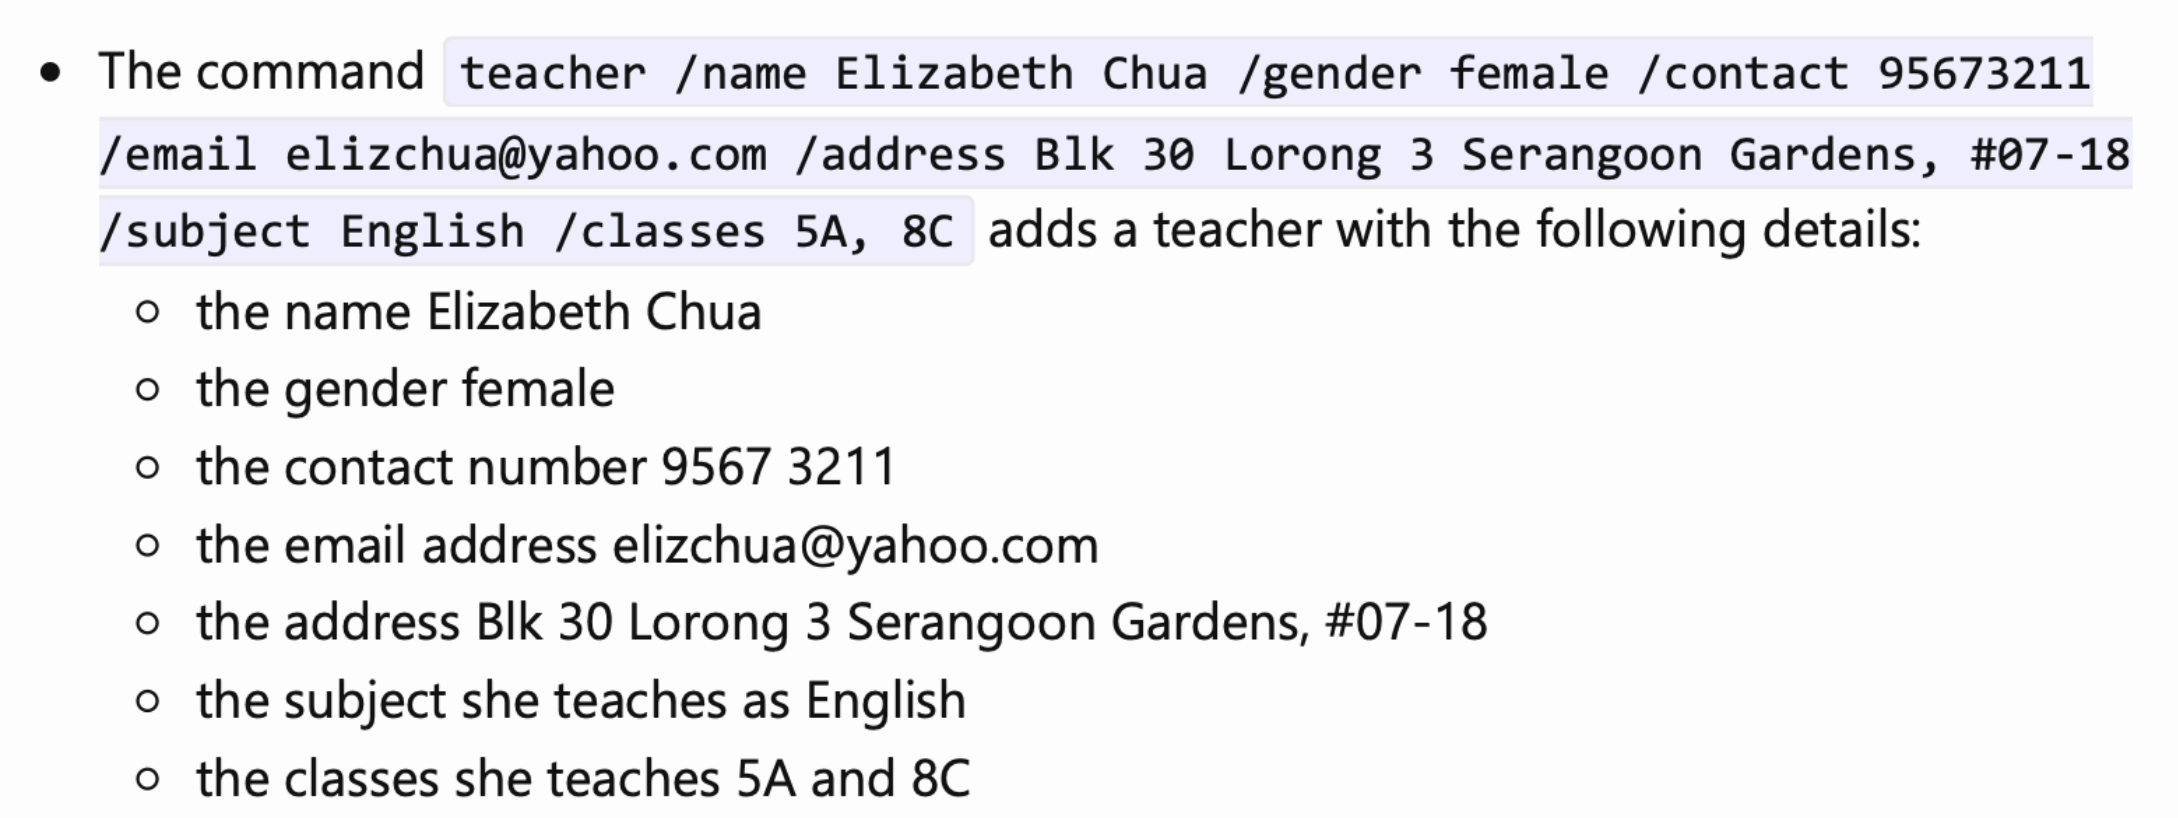 • The command teacher /name Elizabeth Chua /gender female /contact 95673211
/email elizchua@yahoo.com /address Blk 30 Lorong 3 Serangoon Gardens, #07-18
/subject English /classes 5A, 8C adds a teacher with the following details:
○ the name Elizabeth Chua
○ the gender female
○ the contact number 9567 3211
○ the email address elizchua@yahoo.com
○ the address Blk 30 Lorong 3 Serangoon Gardens, #07-18
○ the subject she teaches as English
○ the classes she teaches 5A and 8C